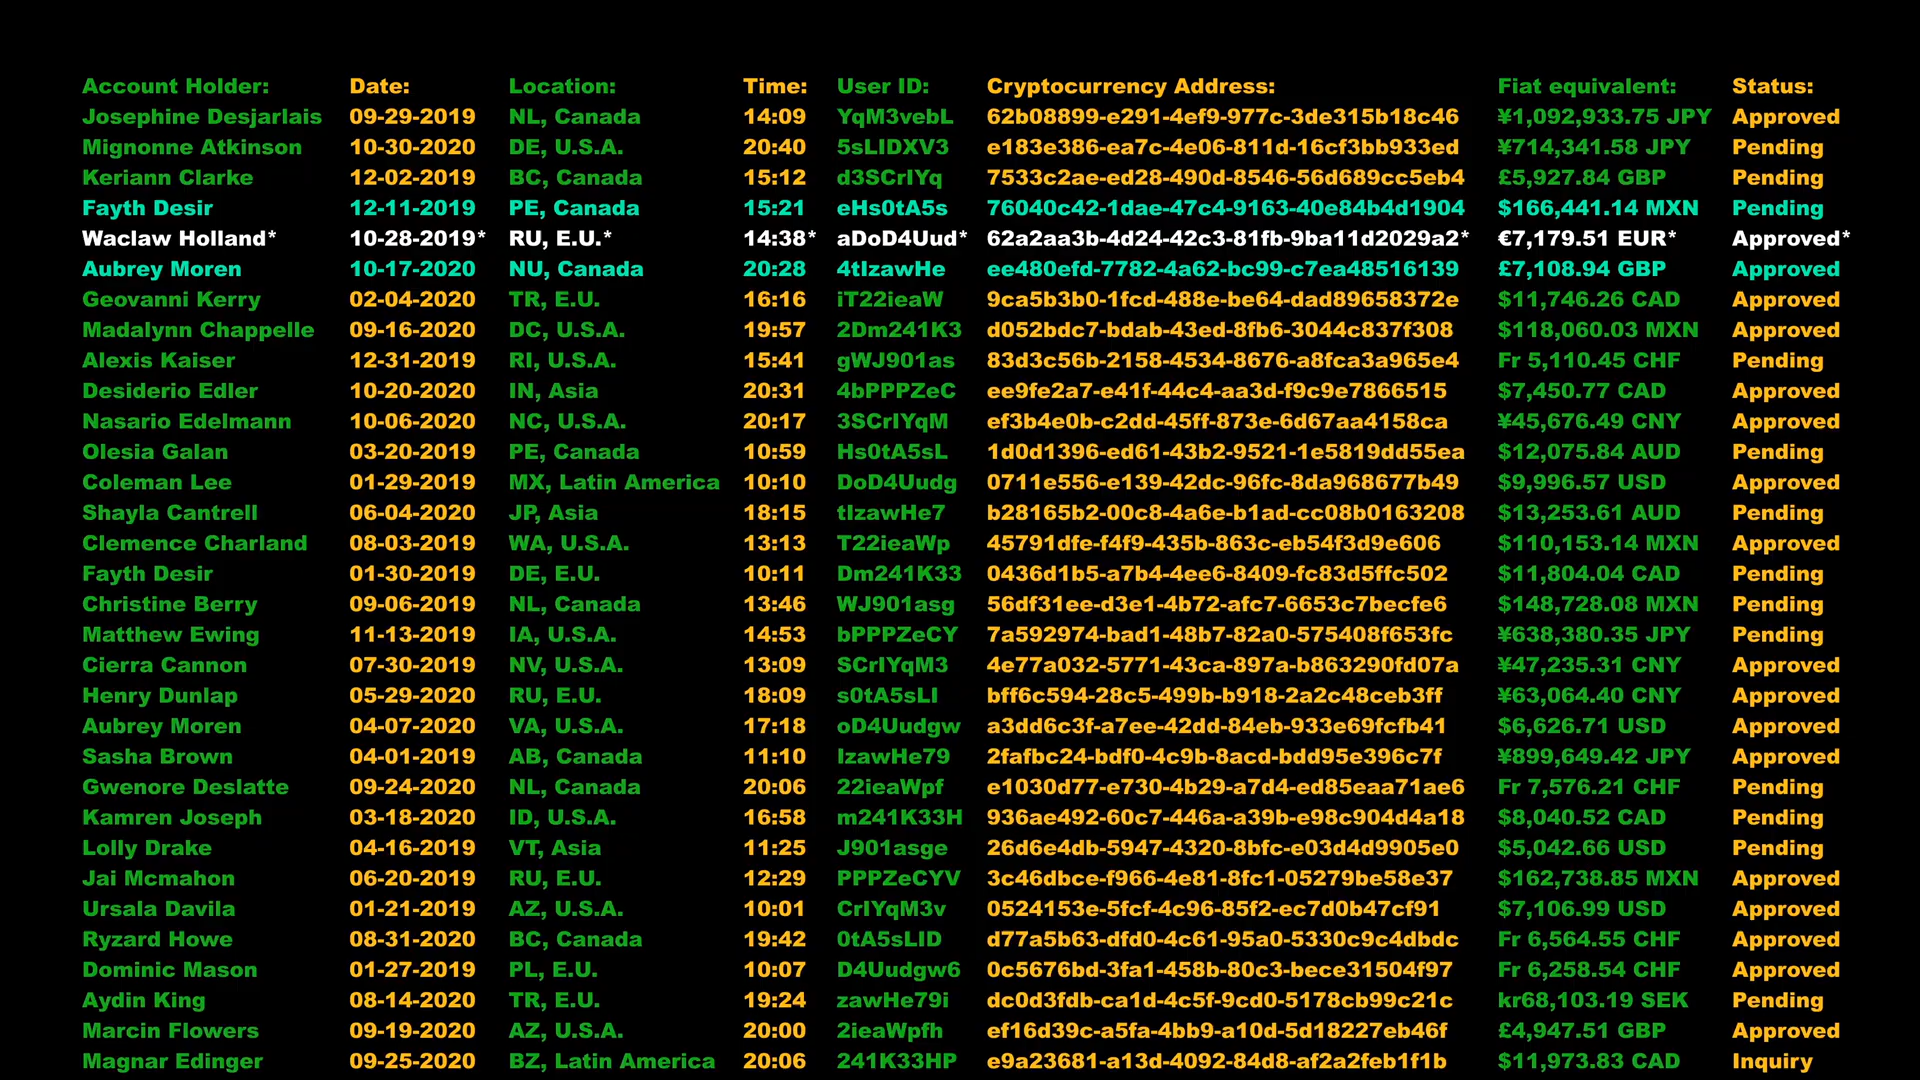 Account Holder: Date: Location: Time: User ID: Cryptocurrency Address: Fiat equivalent: Status:
Josephine Desjarlais 09-29-2019 NL, Canada 14:09 YqM3vebL 62b08899-e291-4ef9-977c-3de315b18c46 ¥1,092,933.75 JPY Approved
Mignonne Atkinson 10-30-2020 DE, U.S.A. 20:40 5sLIDXV3 e183e386-ea7c-4e06-811d-16cf3bb933ed ¥714,341.58 JPY Pending
Keriann Clarke 12-02-2019 BC, Canada 15:12 d3SCrIYq 7533c2ae-ed28-490d-8546-56d689cc5eb4 £5,927.84 GBP Pending
Fayth Desir 12-11-2019 PE, Canada 15:21 eHs0tA5s 76040c42-1dae-47c4-9163-40e84b4d1904 $166,441.14 MXN Pending
Waclaw Holland* 10-28-2019* RU, E.U.* 14:38* aDoD4Uud* 62a2aa3b-4d24-42c3-81fb-9ba11d2029a2* €7,179.51 EUR* Approved*
Aubrey Moren 10-17-2020 NU, Canada 20:28 4tIzawHe ee480efd-7782-4a62-bc99-c7ea48516139 £7,108.94 GBP Approved
Geovanni Kerry 02-04-2020 TR, E.U. 16:16 iT22ieaW 9ca5b3b0-1fcd-488e-be64-dad89658372e $11,746.26 CAD Approved
Madalynn Chappelle 09-16-2020 DC, U.S.A. 19:57 2Dm241K3 d052bdc7-bdab-43ed-8fb6-3044c837f308 $118,060.03 MXN Approved
Alexis Kaiser 12-31-2019 RI, U.S.A. 15:41 gWJ901as 83d3c56b-2158-4534-8676-a8fca3a965e4 Fr 5,110.45 CHF Pending
Desiderio Edler 10-20-2020 IN, Asia 20:31 4bPPPZeC ee9fe2a7-e41f-44c4-aa3d-f9c9e7866515 $7,450.77 CAD Approved
Nasario Edelmann 10-06-2020 NC, U.S.A. 20:17 3SCrIYqM ef3b4e0b-c2dd-45ff-873e-6d67aa4158ca ¥45,676.49 CNY Approved
Olesia Galan 03-20-2019 PE, Canada 10:59 Hs0tA5sL 1d0d1396-ed61-43b2-9521-1e5819dd55ea $12,075.84 AUD Pending
Coleman Lee 01-29-2019 MX, Latin America 10:10 DoD4Uudg 0711e556-e139-42dc-96fc-8da968677b49 $9,996.57 USD Approved
Shayla Cantrell 06-04-2020 JP, Asia 18:15 tIzawHe7 b28165b2-00c8-4a6e-b1ad-cc08b0163208 $13,253.61 AUD Pending
Clemence Charland 08-03-2019 WA, U.S.A. 13:13 T22ieaWp 45791dfe-f4f9-435b-863c-eb54f3d9e606 $110,153.14 MXN Approved
Fayth Desir 01-30-2019 DE, E.U. 10:11 Dm241K33 0436d1b5-a7b4-4ee6-8409-fc83d5ffc502 $11,804.04 CAD Pending
Christine Berry 09-06-2019 NL, Canada 13:46 WJ901asg 56df31ee-d3e1-4b72-afc7-6653c7becfe6 $148,728.08 MXN Pending
Matthew Ewing 11-13-2019 IA, U.S.A. 14:53 bPPPZeCY 7a592974-bad1-48b7-82a0-575408f653fc ¥638,380.35 JPY Pending
Cierra Cannon 07-30-2019 NV, U.S.A. 13:09 SCrIYqM3 4e77a032-5771-43ca-897a-b863290fd07a ¥47,235.31 CNY Approved
Henry Dunlap 05-29-2020 RU, E.U. 18:09 s0tA5sLI bff6c594-28c5-499b-b918-2a2c48ceb3ff ¥63,064.40 CNY Approved
Aubrey Moren 04-07-2020 VA, U.S.A. 17:18 oD4Uudgw a3dd6c3f-a7ee-42dd-84eb-933e69fcfb41 $6,626.71 USD Approved
Sasha Brown 04-01-2019 AB, Canada 11:10 IzawHe79 2fafbc24-bdf0-4c9b-8acd-bdd95e396c7f ¥899,649.42 JPY Approved
Gwenore Deslatte 09-24-2020 NL, Canada 20:06 22ieaWpf e1030d77-e730-4b29-a7d4-ed85eaa71ae6 Fr 7,576.21 CHF Pending
Kamren Joseph 03-18-2020 ID, U.S.A. 16:58 m241K33H 936ae492-60c7-446a-a39b-e98c904d4a18 $8,040.52 CAD Pending
Lolly Drake 04-16-2019 VT, Asia 11:25 J901asge 26d6e4db-5947-4320-8bfc-e03d4d9905e0 $5,042.66 USD Pending
Jai Mcmahon 06-20-2019 RU, E.U. 12:29 PPPZeCYV 3c46dbce-f966-4e81-8fc1-05279be58e37 $162,738.85 MXN Approved
Ursala Davila 01-21-2019 AZ, U.S.A. 10:01 CrIYqM3v 0524153e-5fcf-4c96-85f2-ec7d0b47cf91 $7,106.99 USD Approved
Ryzard Howe 08-31-2020 BC, Canada 19:42 0tA5sLID d77a5b63-dfd0-4c61-95a0-5330c9c4dbdc Fr 6,564.55 CHF Approved
Dominic Mason 01-27-2019 PL, E.U. 10:07 D4Uudgw6 0c5676bd-3fa1-458b-80c3-bece31504f97 Fr 6,258.54 CHF Approved
Aydin King 08-14-2020 TR, E.U. 19:24 zawHe79i dc0d3fdb-ca1d-4c5f-9cd0-5178cb99c21c kr68,103.19 SEK Pending
Marcin Flowers 09-19-2020 AZ, U.S.A. 20:00 2ieaWpfh ef16d39c-a5fa-4bb9-a10d-5d18227eb46f £4,947.51 GBP Approved
Magnar Edinger 09-25-2020 BZ, Latin America 20:06 241K33HP e9a23681-a13d-4092-84d8-af2a2feb1f1b $11,973.83 CAD Inquiry